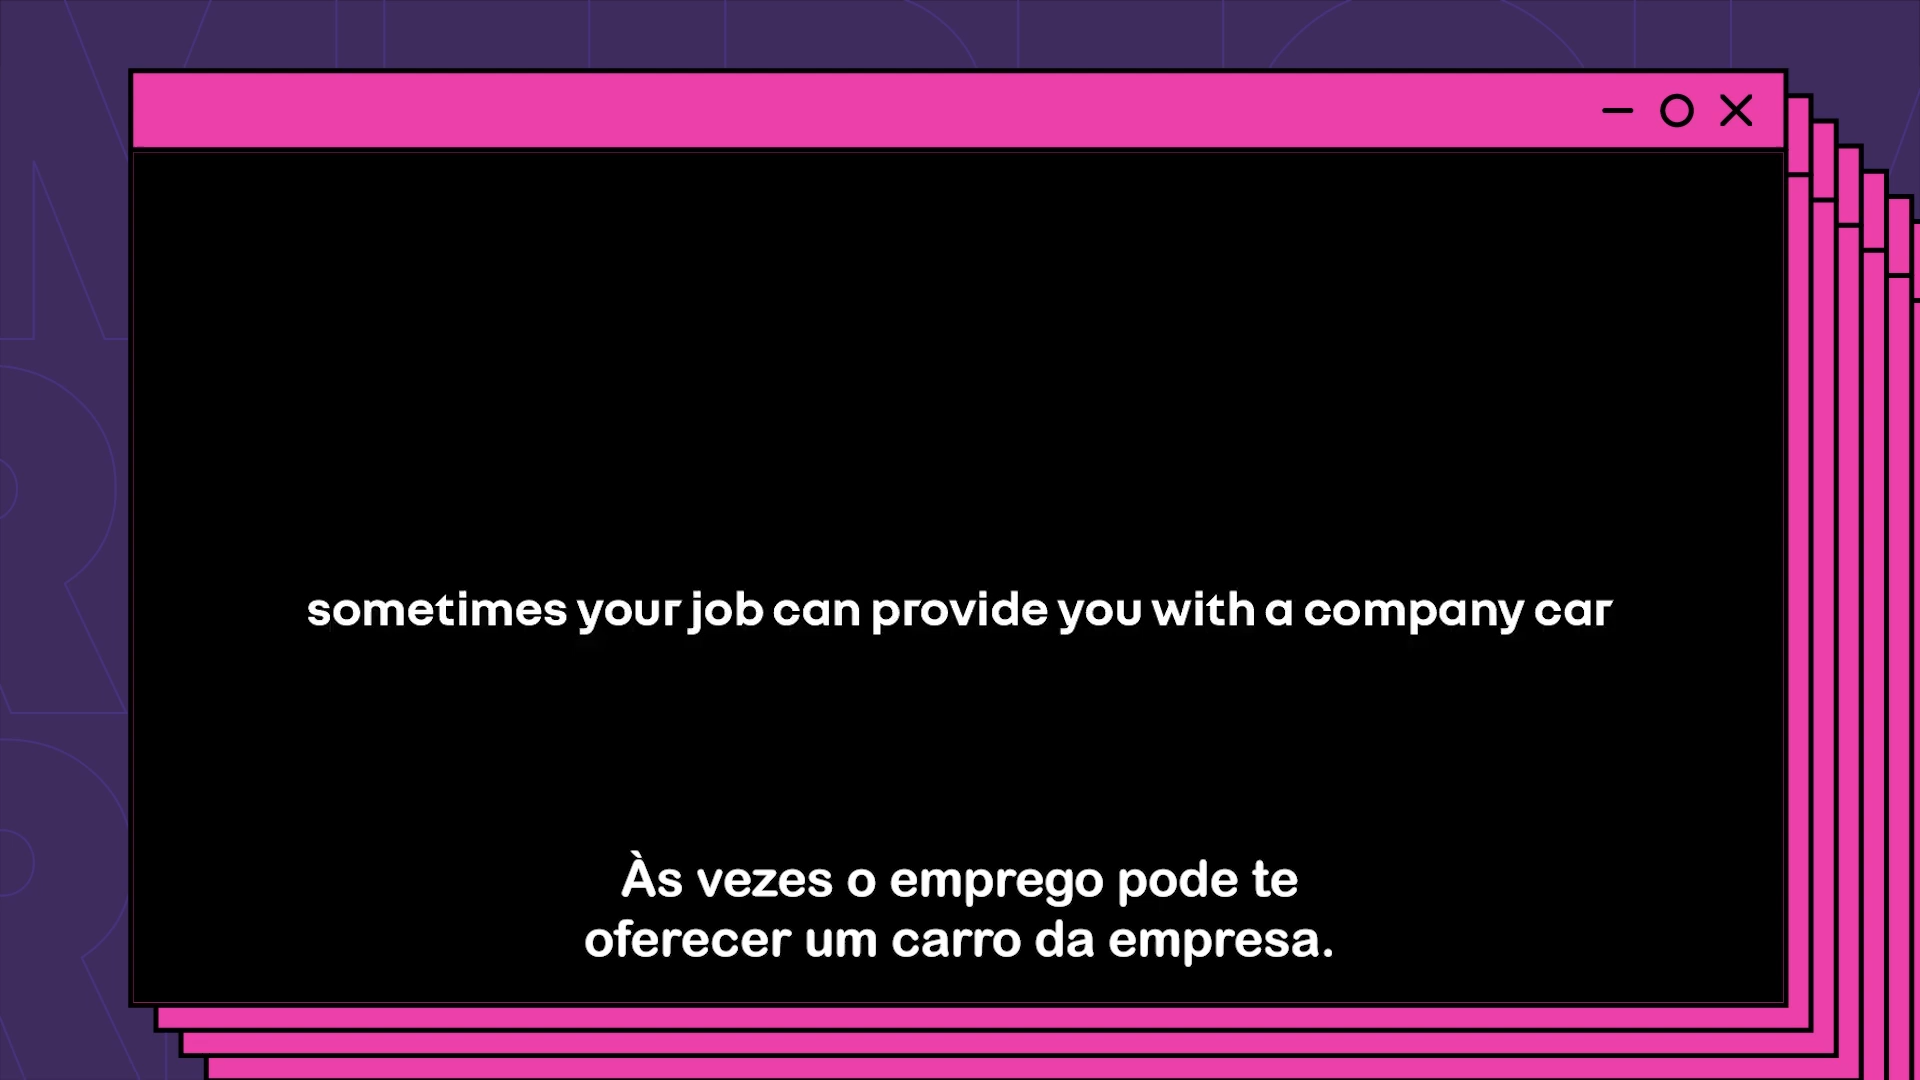 sometimes your job can provide you with a company car
Às vezes o emprego pode te
oferecer um carro da empresa.